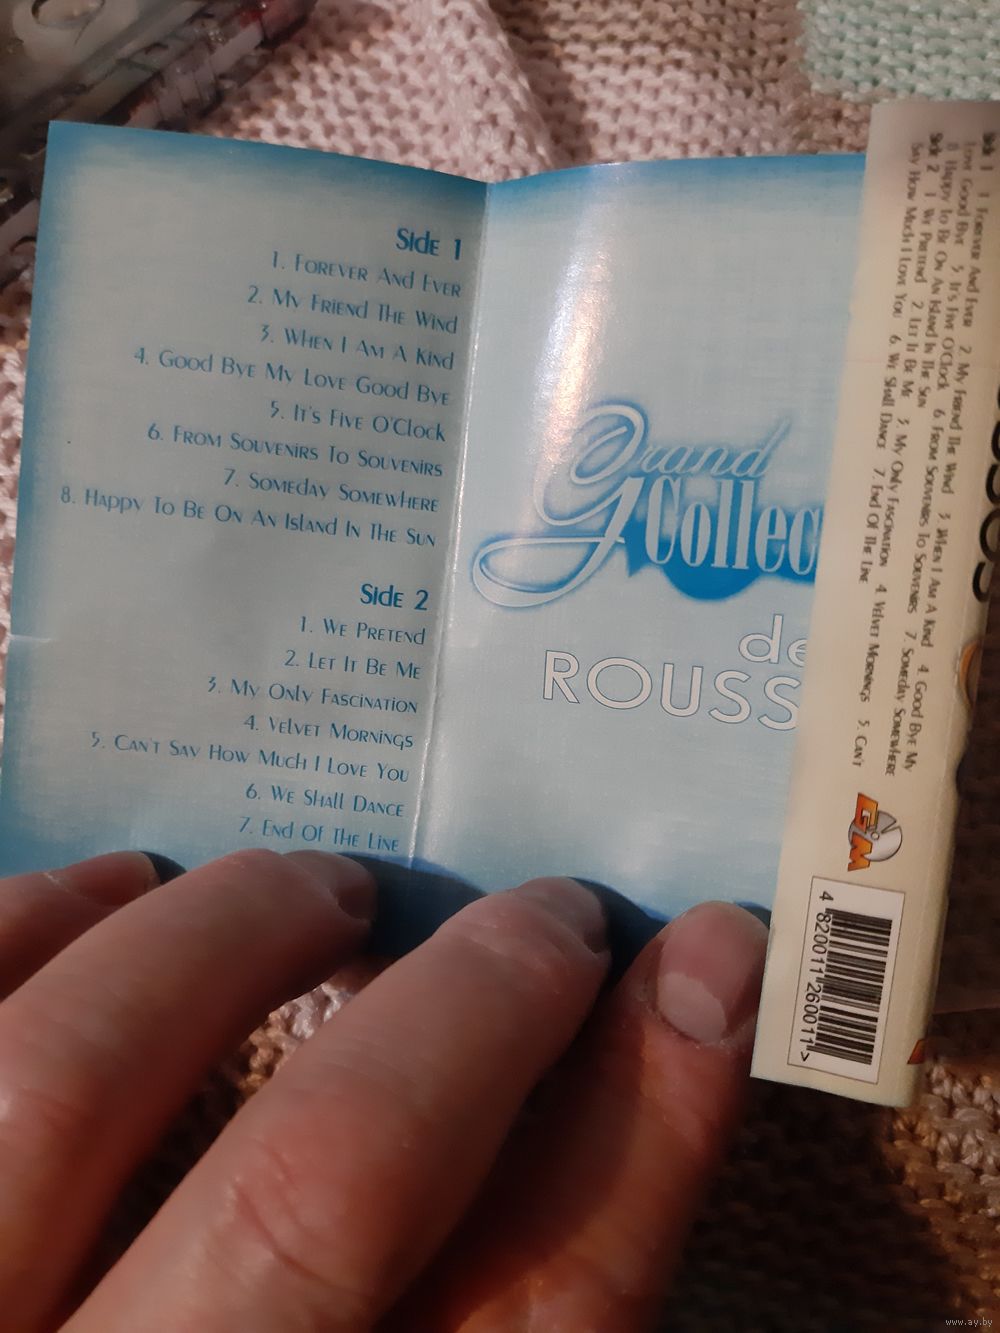 Side 1
1. Forever And Ever
2. My Friend The Wind
3. When I Am A Kind
4. Good Bye My Love Good Bye
5. It's Five O'Clock
6. From Souvenirs To Souvenirs
7. Someday Somewhere
8. Happy To Be On An Island In The Sun
Side 2
1. We Pretend
2. Let It Be Me
3. My Only Fascination
4. Velvet Mornings
5. Can't Say How Much I Love You
6. We Shall Dance
7. End Of The Line
Grand
Collec
de
ROUSS
Side 1 1. Forever And Ever 2. My Friend The Wind 3. When I Am A Kind 4. Good Bye My
Love Good Bye 5. It's Five O'Clock 6. From Souvenirs To Souvenirs 7. Someday Somewhere
8. Happy To Be On An Island In The Sun
Side 2 1. We Pretend 2. Let It Be Me 3. My Only Fascination 4. Velvet Mornings 5. Can't
Say How Much I Love You 6. We Shall Dance 7. End Of The Line
GM
4 820011 260011 >
www.ay.by